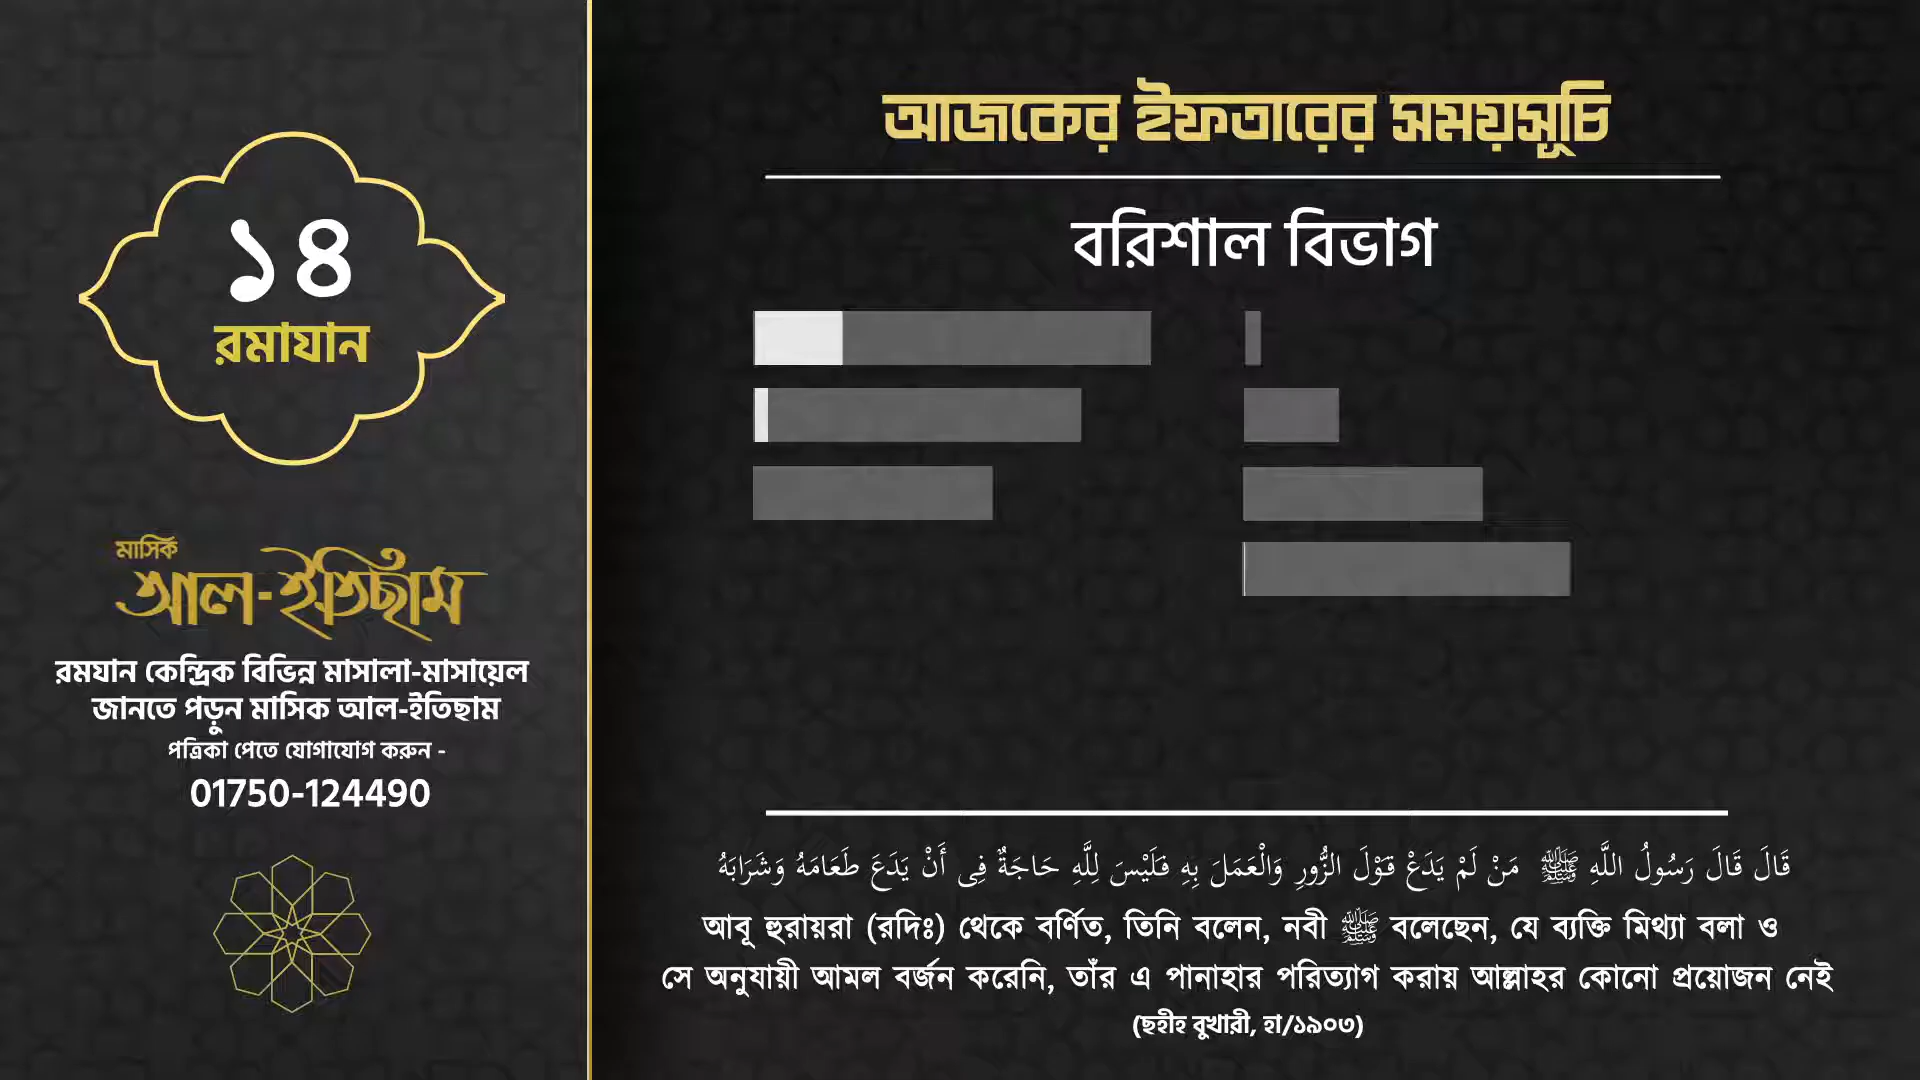 ১৪
রমাযান
মাসিক
আল-ইতিছাম
রমযান কেন্দ্রিক বিভিন্ন মাসালা-মাসায়েল
জানতে পড়ুন মাসিক আল-ইতিছাম
পত্রিকা পেতে যোগাযোগ করুন -
01750-124490
আজকের ইফতারের সময়সূচি
বরিশাল বিভাগ
قَالَ قَالَ رَسُولُ اللَّهِ ﷺ مَنْ لَمْ يَدَعْ قَوْلَ الزُّورِ وَالْعَمَلَ بِهِ فَلَيْسَ لِلَّهِ حَاجَةٌ فِى أَنْ يَدَعَ طَعَامَهُ وَشَرَابَهُ
আবূ হুরায়রা (রদিঃ) থেকে বর্ণিত, তিনি বলেন, নবী ﷺ বলেছেন, যে ব্যক্তি মিথ্যা বলা ও
সে অনুযায়ী আমল বর্জন করেনি, তাঁর এ পানাহার পরিত্যাগ করায় আল্লাহর কোনো প্রয়োজন নেই
(ছহীহ বুখারী, হা/১৯০৩)